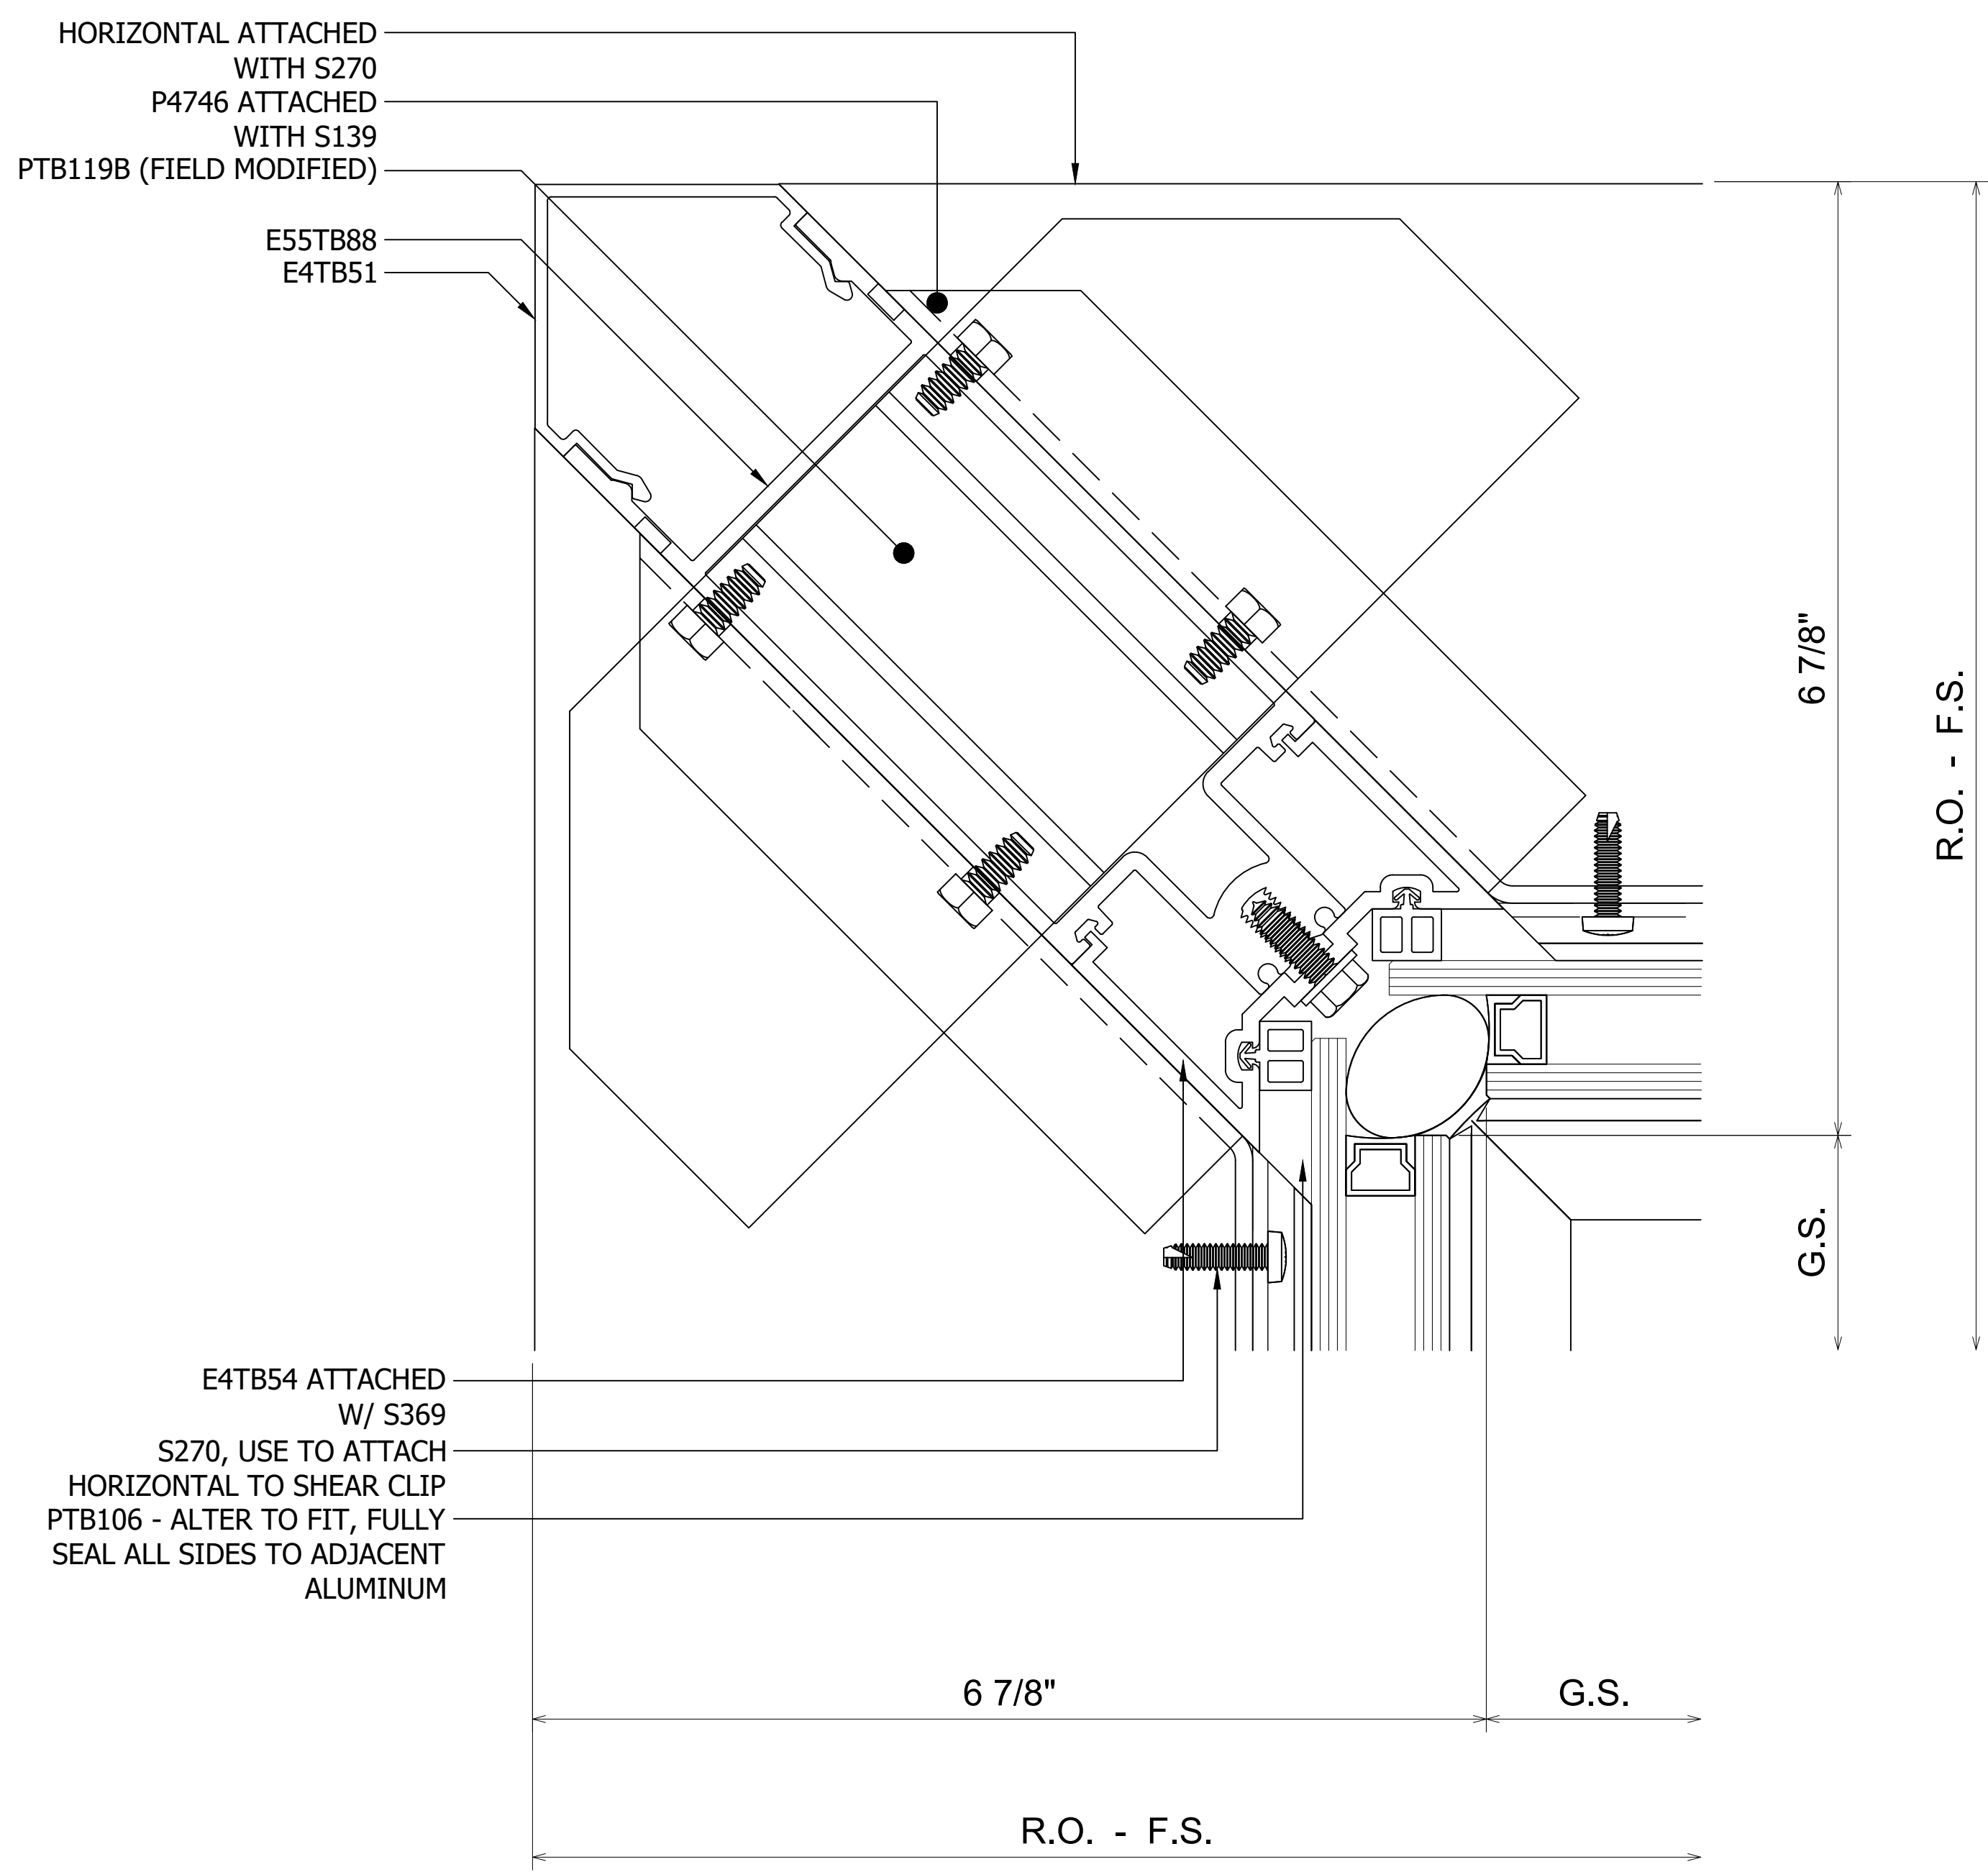 HORIZONTAL ATTACHED
WITH S270
P4746 ATTACHED
WITH S139
PTB119B (FIELD MODIFIED)
E55TB88
E4TB51
6 7/8"
R.O. - F.S.
G.S.
E4TB54 ATTACHED
W/ S369
S270, USE TO ATTACH
HORIZONTAL TO SHEAR CLIP
PTB106 - ALTER TO FIT, FULLY
SEAL ALL SIDES TO ADJACENT
ALUMINUM
6 7/8"
G.S.
R.O. - F.S.